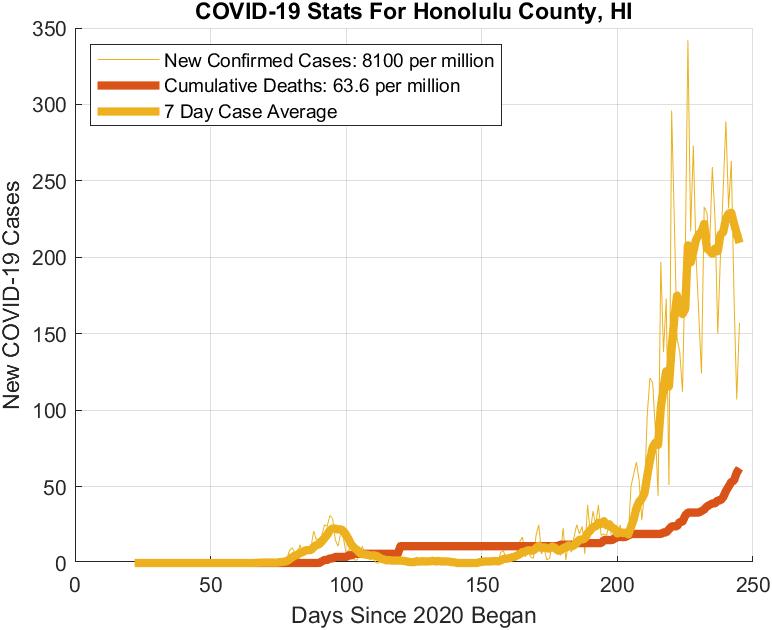 COVID-19 Stats For Honolulu County, HI
350
300
250
200
150
100
50
0
New COVID-19 Cases
New Confirmed Cases: 8100 per million
Cumulative Deaths: 63.6 per million
7 Day Case Average
0 50 100 150 200 250
Days Since 2020 Began